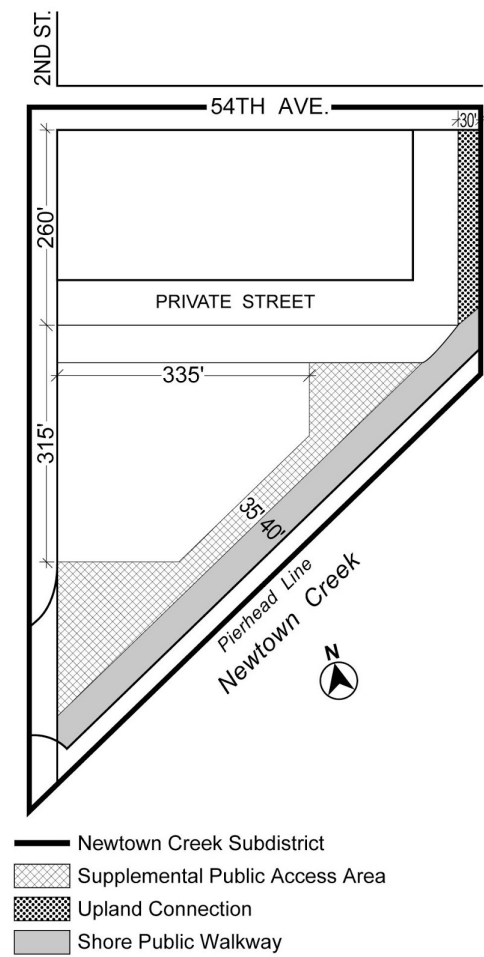 2ND ST.
54TH AVE.
30'
260'
PRIVATE STREET
335'
315'
35' 40'
Pierhead Line
Newtown Creek
N
Newtown Creek Subdistrict
Supplemental Public Access Area
Upland Connection
Shore Public Walkway